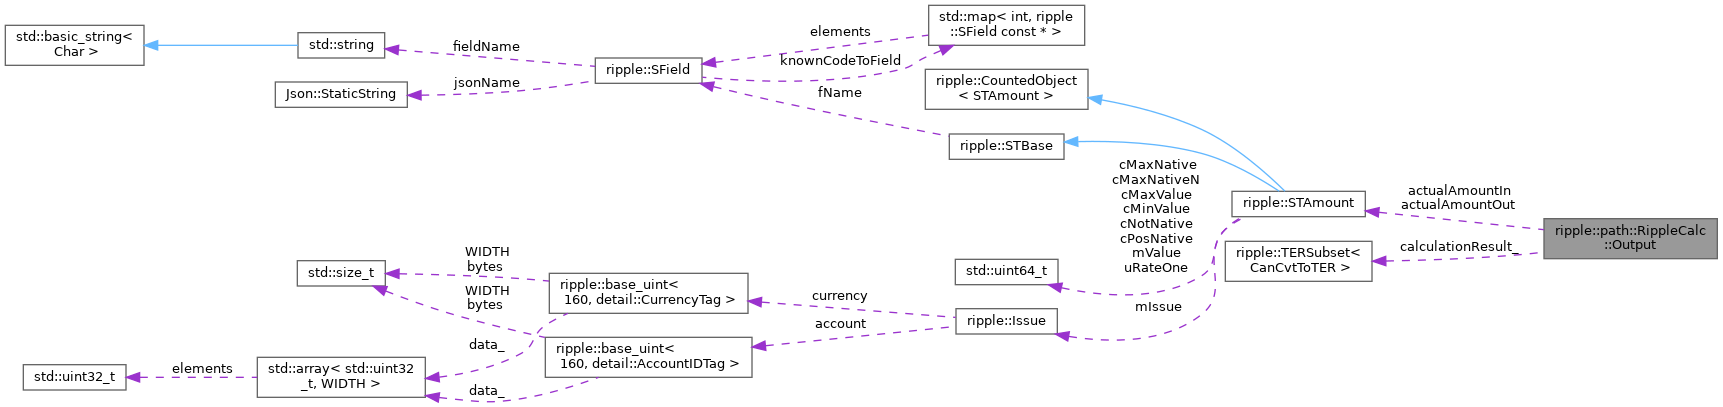 std::basic_string<
Char >
std::string
fieldName
Json::StaticString
jsonName
ripple::SField
elements
knownCodeToField
fName
std::map< int, ripple
::SField const * >
ripple::CountedObject
< STAmount >
ripple::STBase
cMaxNative
cMaxNativeN
cMaxValue
cMinValue
cNotNative
cPosNative
mValue
uRateOne
ripple::STAmount
actualAmountIn
actualAmountOut
ripple::path::RippleCalc
::Output
ripple::TERSubset<
CanCvtToTER >
calculationResult_
std::uint64_t
mIssue
ripple::Issue
currency
account
std::size_t
WIDTH
bytes
WIDTH
bytes
ripple::base_uint<
160, detail::CurrencyTag >
ripple::base_uint<
160, detail::AccountIDTag >
data_
data_
std::uint32_t
elements
std::array< std::uint32
_t, WIDTH >